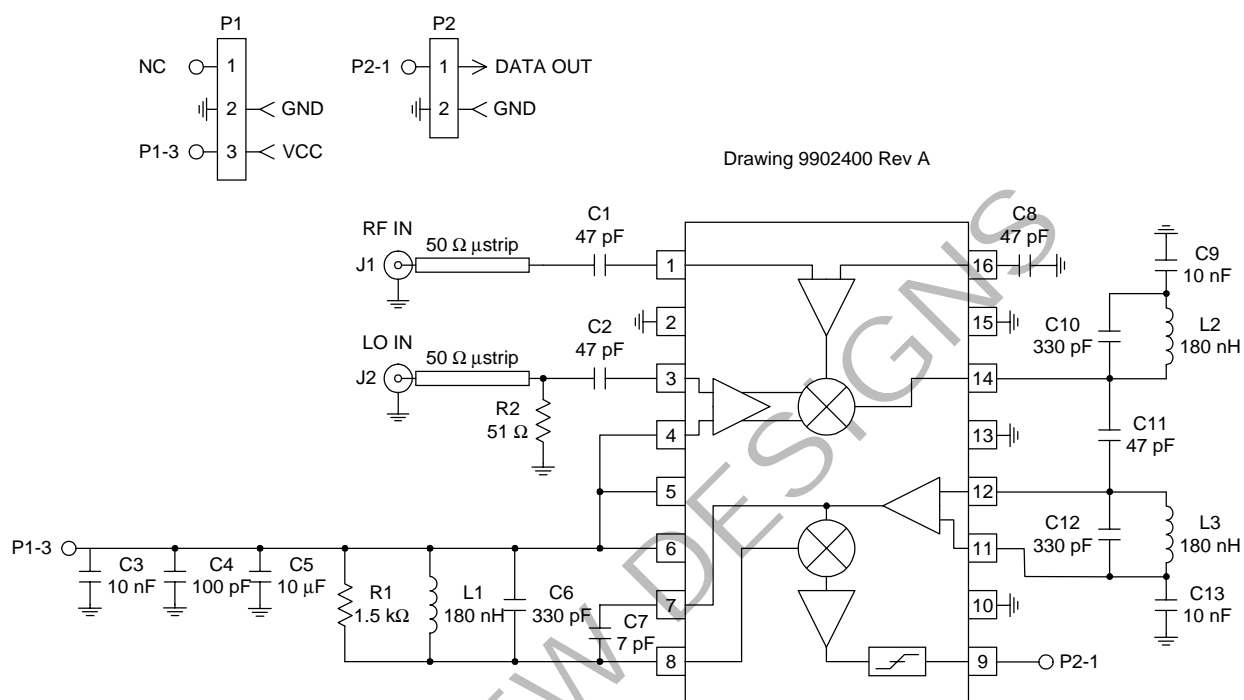 P1
P2
NC
1
P2-1
1
DATA OUT
2
GND
2
GND
P1-3
3
VCC
Drawing 9902400 Rev A
RF IN
J1
50 Ω μstrip
C1
47 pF
1
16
C8
47 pF
C9
10 nF
2
15
C10
330 pF
L2
180 nH
LO IN
J2
50 Ω μstrip
C2
47 pF
3
14
R2
51 Ω
4
13
C11
47 pF
5
12
C12
330 pF
L3
180 nH
P1-3
C3
10 nF
C4
100 pF
C5
10 μF
6
11
R1
1.5 kΩ
L1
180 nH
C6
330 pF
C7
7 pF
7
10
C13
10 nF
8
9
P2-1
EW DESIGNS